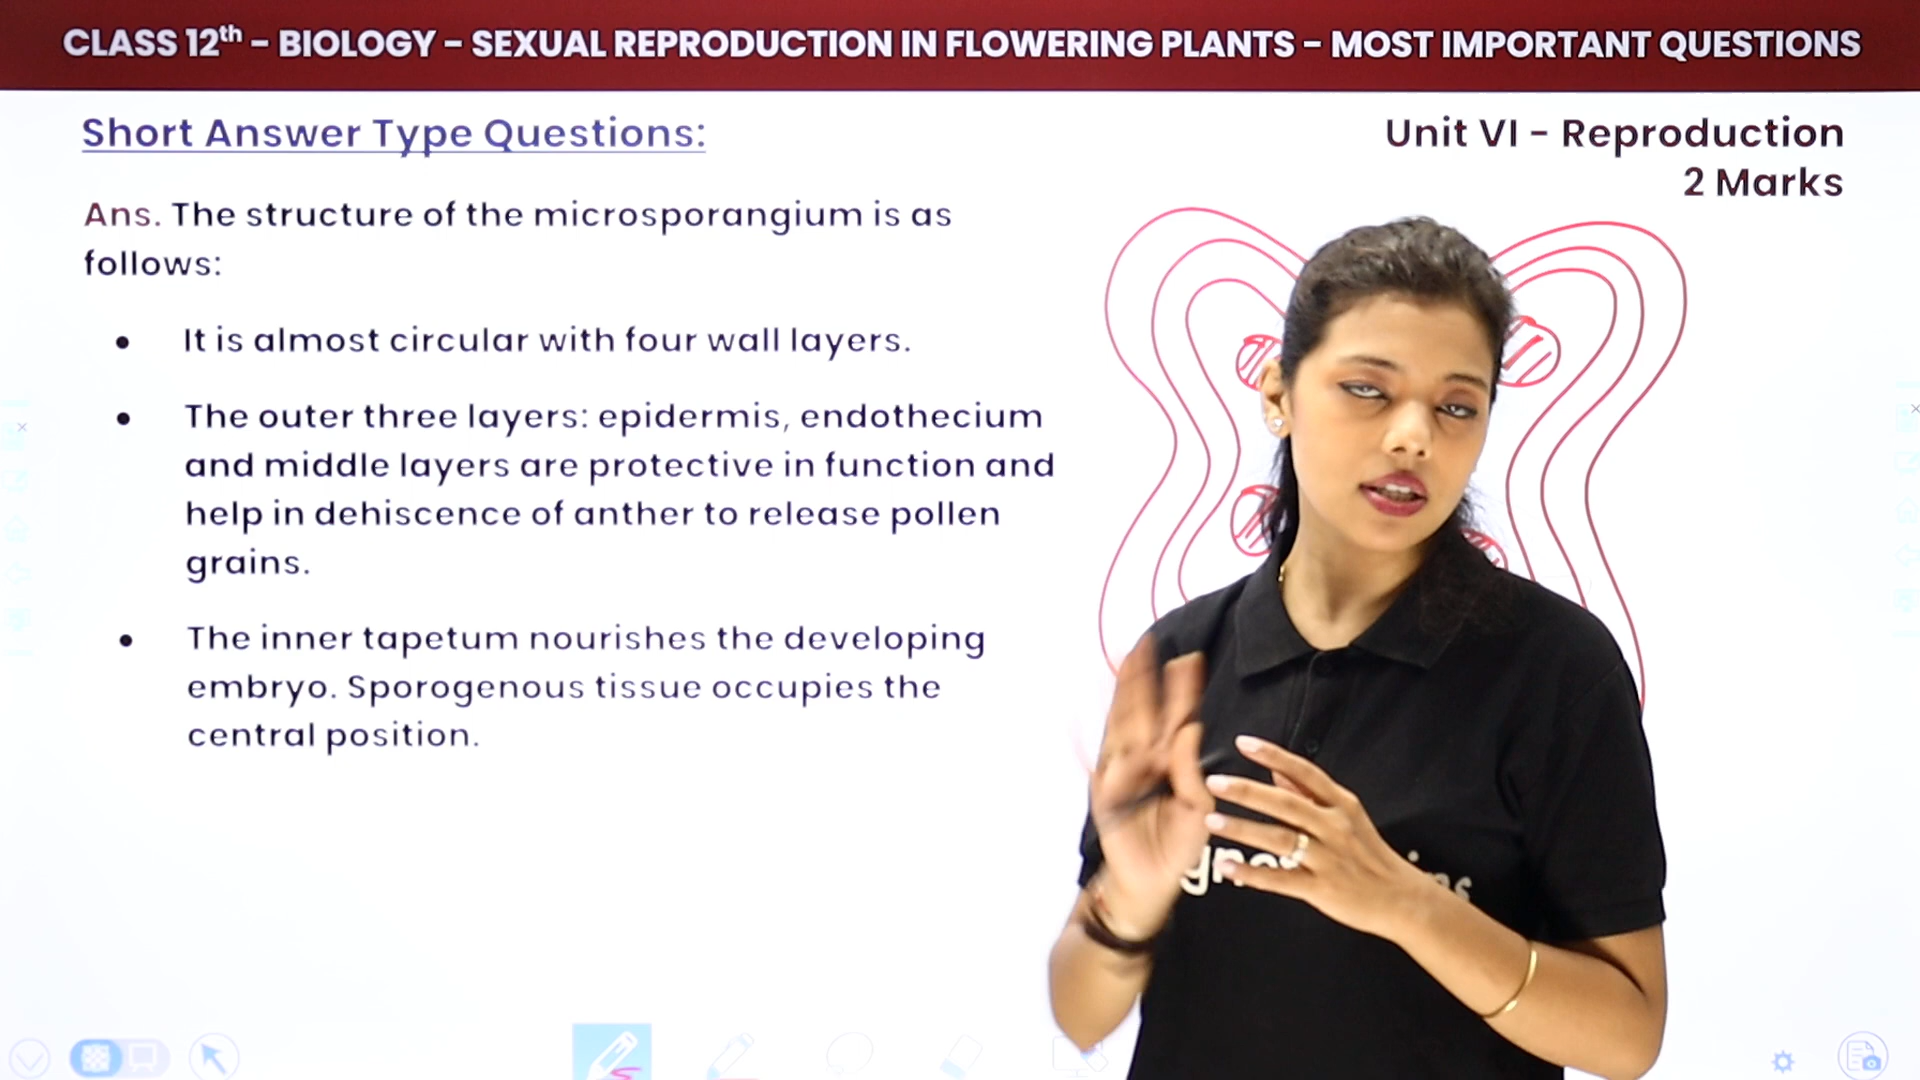 CLASS 12th – BIOLOGY – SEXUAL REPRODUCTION IN FLOWERING PLANTS – MOST IMPORTANT QUESTIONS
Short Answer Type Questions:
Unit VI - Reproduction
2 Marks
Ans. The structure of the microsporangium is as
follows:
• It is almost circular with four wall layers.
• The outer three layers: epidermis, endothecium
and middle layers are protective in function and
help in dehiscence of anther to release pollen
grains.
• The inner tapetum nourishes the developing
embryo. Sporogenous tissue occupies the
central position.